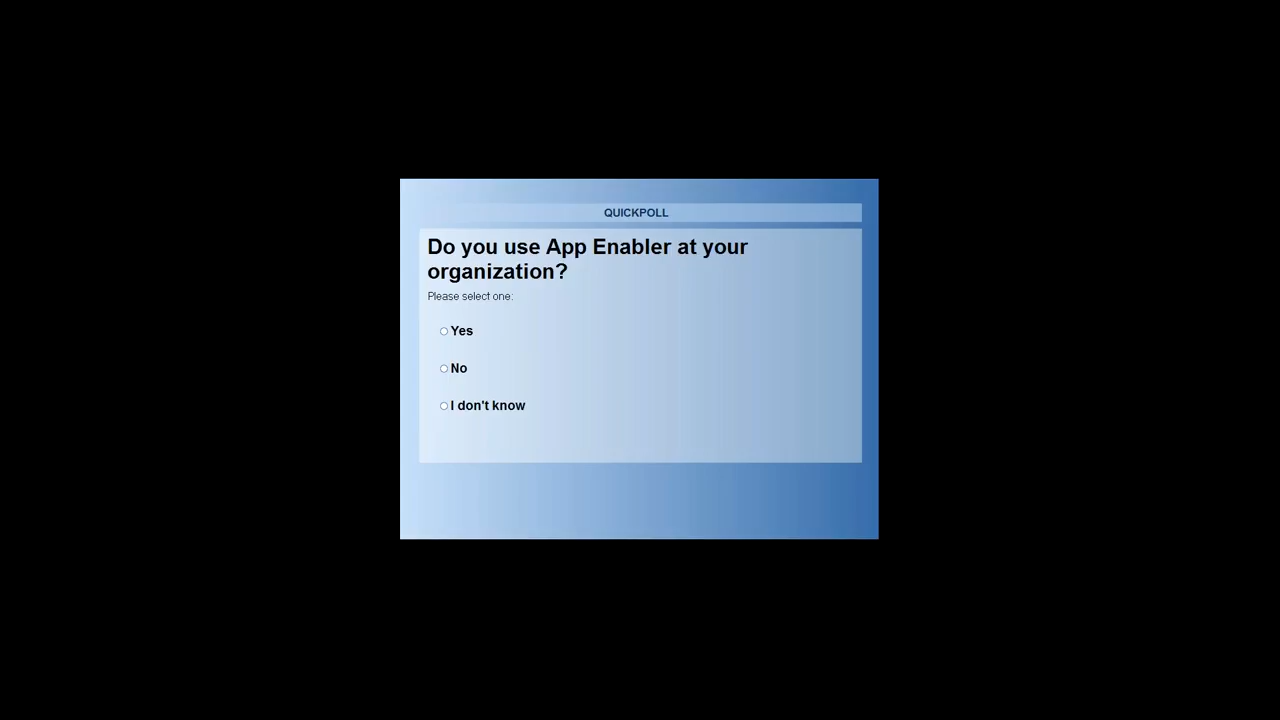 QUICKPOLL
Do you use App Enabler at your
organization?
Please select one:
Yes
No
I don't know